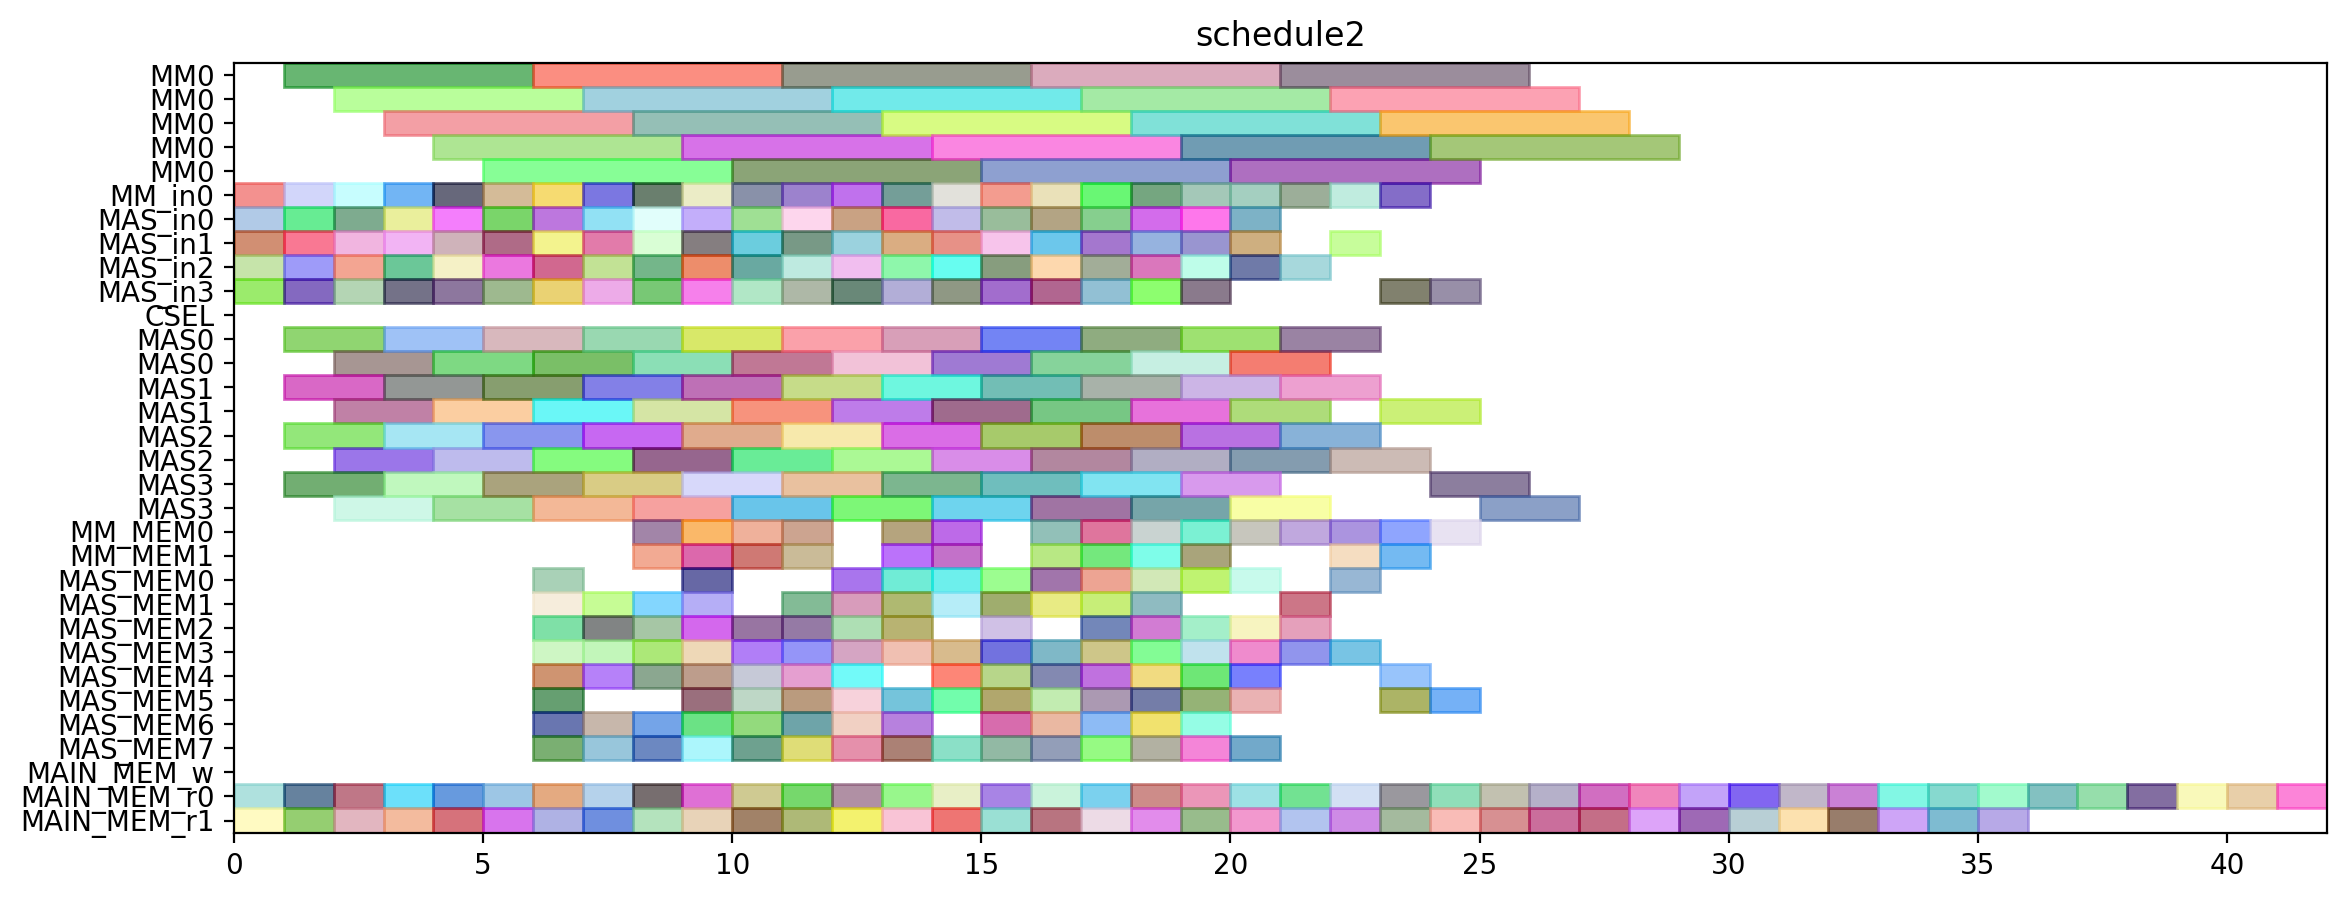 schedule2
MM0
MM0
MM0
MM0
MM0
MM_in0
MAS_in0
MAS_in1
MAS_in2
MAS_in3
CSEL
MAS0
MAS0
MAS1
MAS1
MAS2
MAS2
MAS3
MAS3
MM_MEM0
MM_MEM1
MAS_MEM0
MAS_MEM1
MAS_MEM2
MAS_MEM3
MAS_MEM4
MAS_MEM5
MAS_MEM6
MAS_MEM7
MAIN_MEM_w
MAIN_MEM_r0
MAIN_MEM_r1
0 5 10 15 20 25 30 35 40